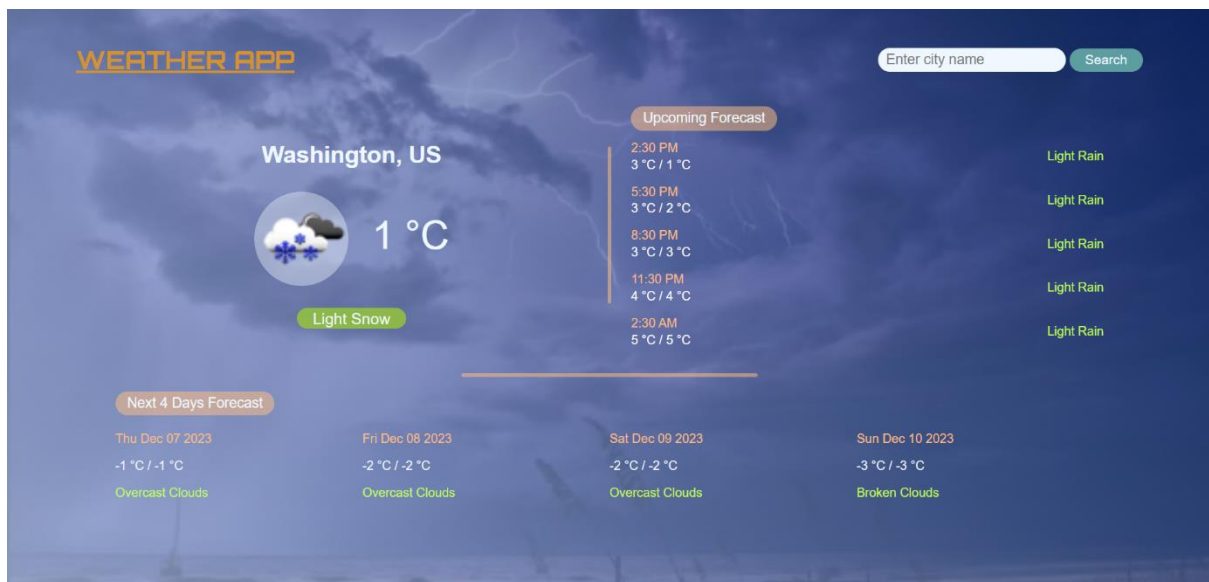 WEATHER APP
Enter city name
Search
Washington, US
1 °C
Light Snow
Upcoming Forecast
2:30 PM
3 °C / 1 °C
Light Rain
5:30 PM
3 °C / 2 °C
Light Rain
8:30 PM
3 °C / 3 °C
Light Rain
11:30 PM
4 °C / 4 °C
Light Rain
2:30 AM
5 °C / 5 °C
Light Rain
Next 4 Days Forecast
Thu Dec 07 2023
-1 °C / -1 °C
Overcast Clouds
Fri Dec 08 2023
-2 °C / -2 °C
Overcast Clouds
Sat Dec 09 2023
-2 °C / -2 °C
Overcast Clouds
Sun Dec 10 2023
-3 °C / -3 °C
Broken Clouds